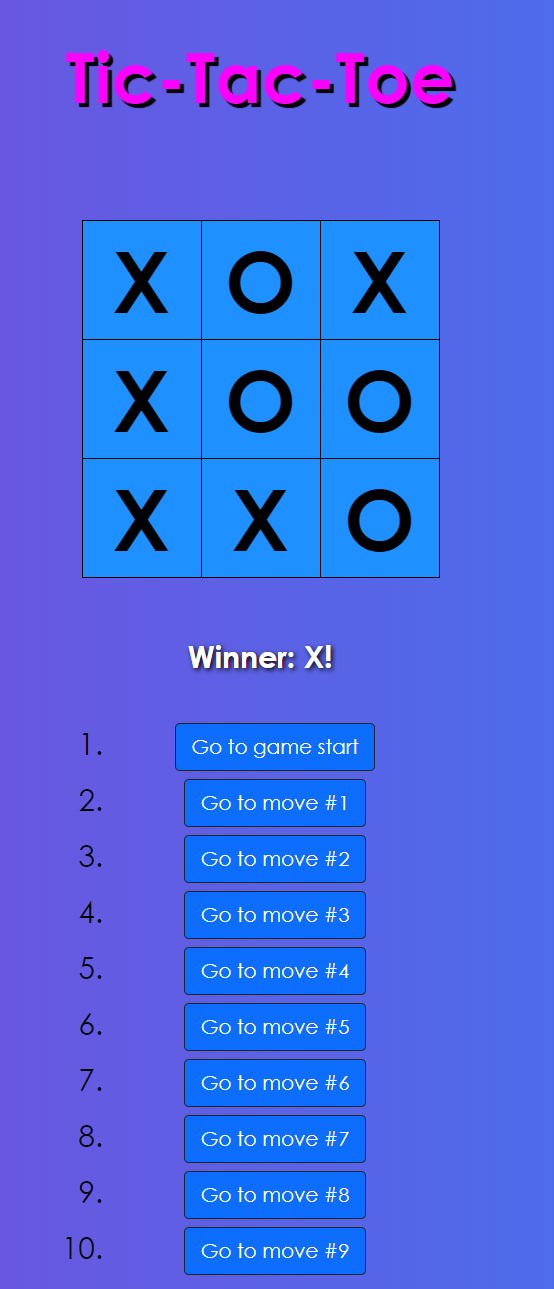 Tic-Tac-Toe
X O X
X O O
X X O
Winner: X!
1. Go to game start
2. Go to move #1
3. Go to move #2
4. Go to move #3
5. Go to move #4
6. Go to move #5
7. Go to move #6
8. Go to move #7
9. Go to move #8
10. Go to move #9